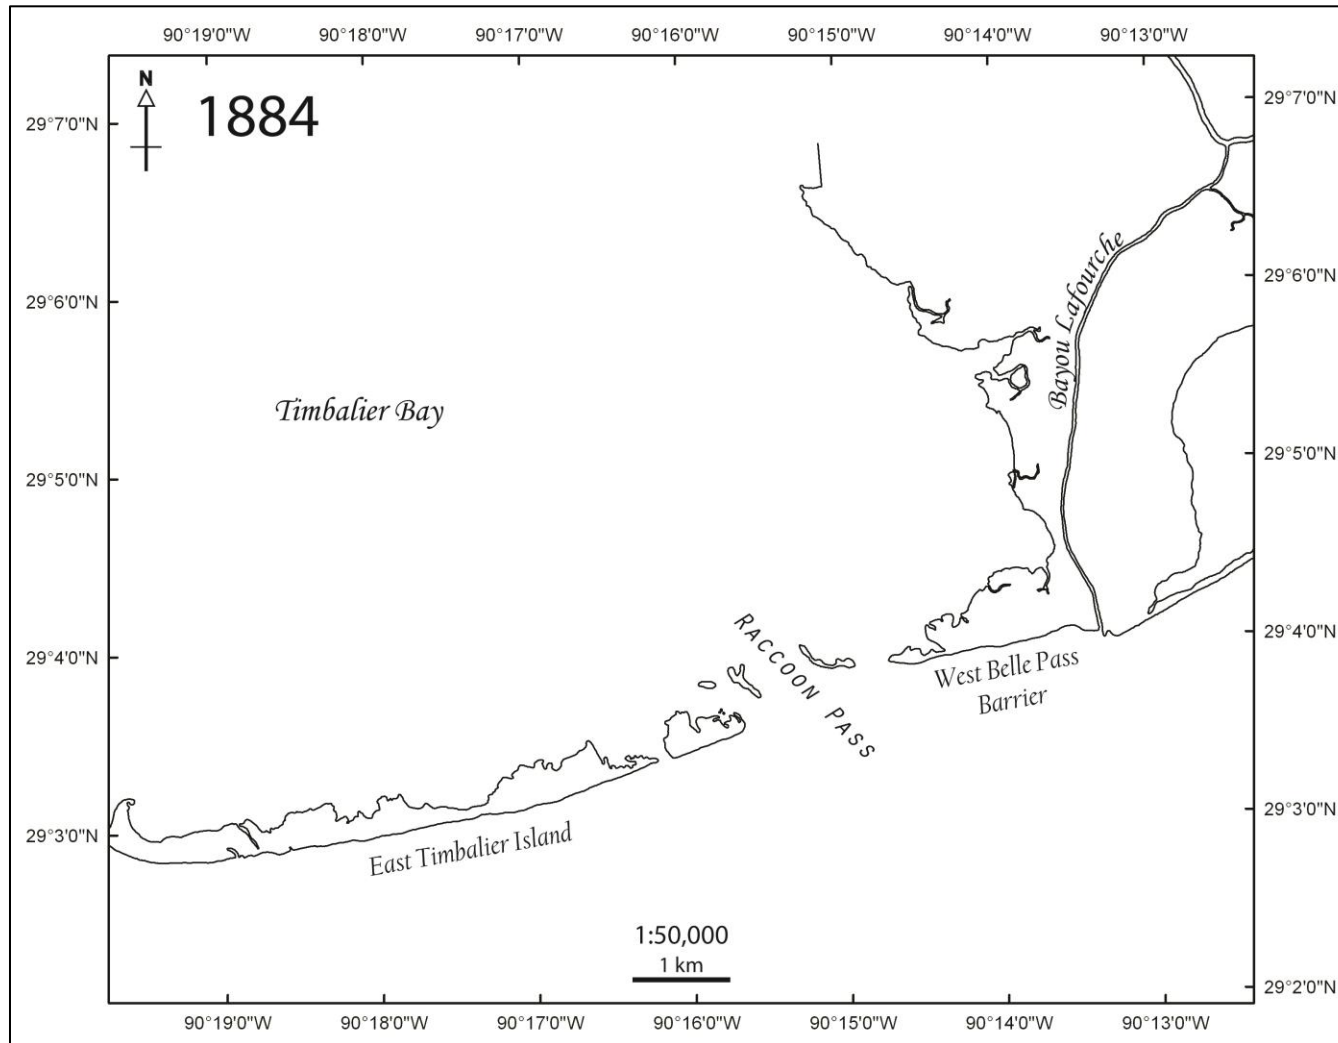 90°19'0"W 90°18'0"W 90°17'0"W 90°16'0"W 90°15'0"W 90°14'0"W 90°13'0"W
N
1884
29°7'0"N 29°7'0"N
29°6'0"N 29°6'0"N
Bayou Lafourche
Timbalier Bay
29°5'0"N 29°5'0"N
29°4'0"N 29°4'0"N
RACCOON PASS
West Belle Pass
Barrier
29°3'0"N 29°3'0"N
East Timbalier Island
1:50,000
1 km
29°2'0"N
90°19'0"W 90°18'0"W 90°17'0"W 90°16'0"W 90°15'0"W 90°14'0"W 90°13'0"W